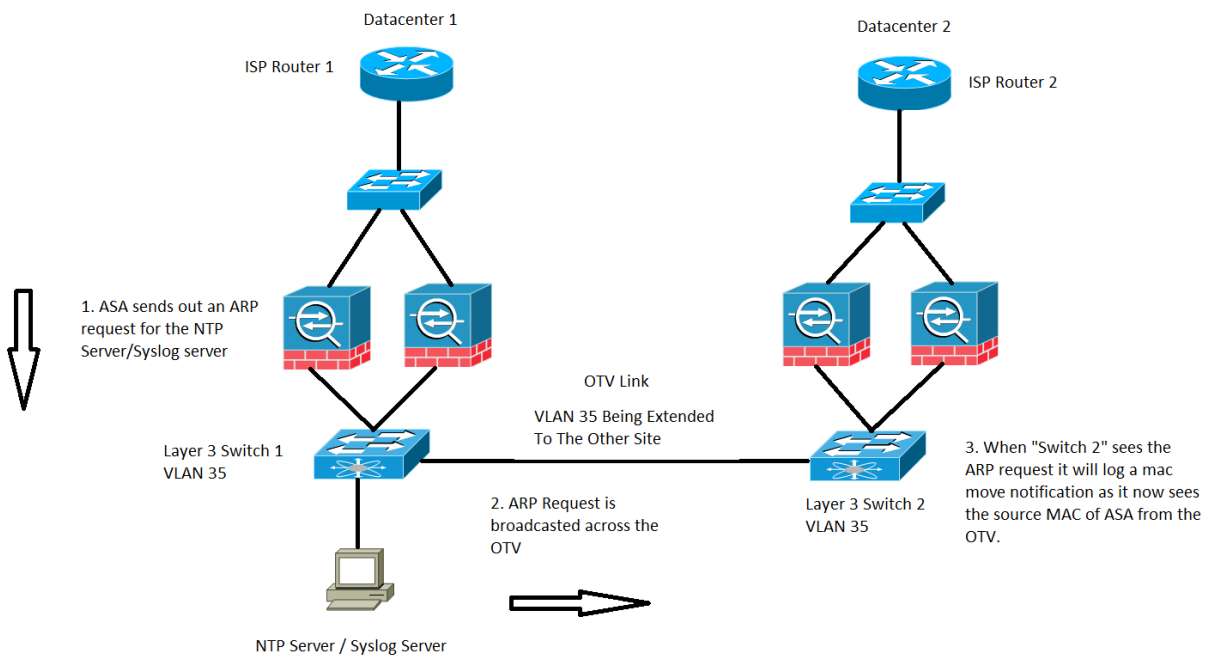 Datacenter 1
Datacenter 2
ISP Router 1
ISP Router 2
1. ASA sends out an ARP
request for the NTP
Server/Syslog server
OTV Link
VLAN 35 Being Extended
To The Other Site
Layer 3 Switch 1
VLAN 35
2. ARP Request is
broadcasted across the
OTV
Layer 3 Switch 2
VLAN 35
3. When "Switch 2" sees the
ARP request it will log a mac
move notification as it now sees
the source MAC of ASA from the
OTV.
NTP Server / Syslog Server